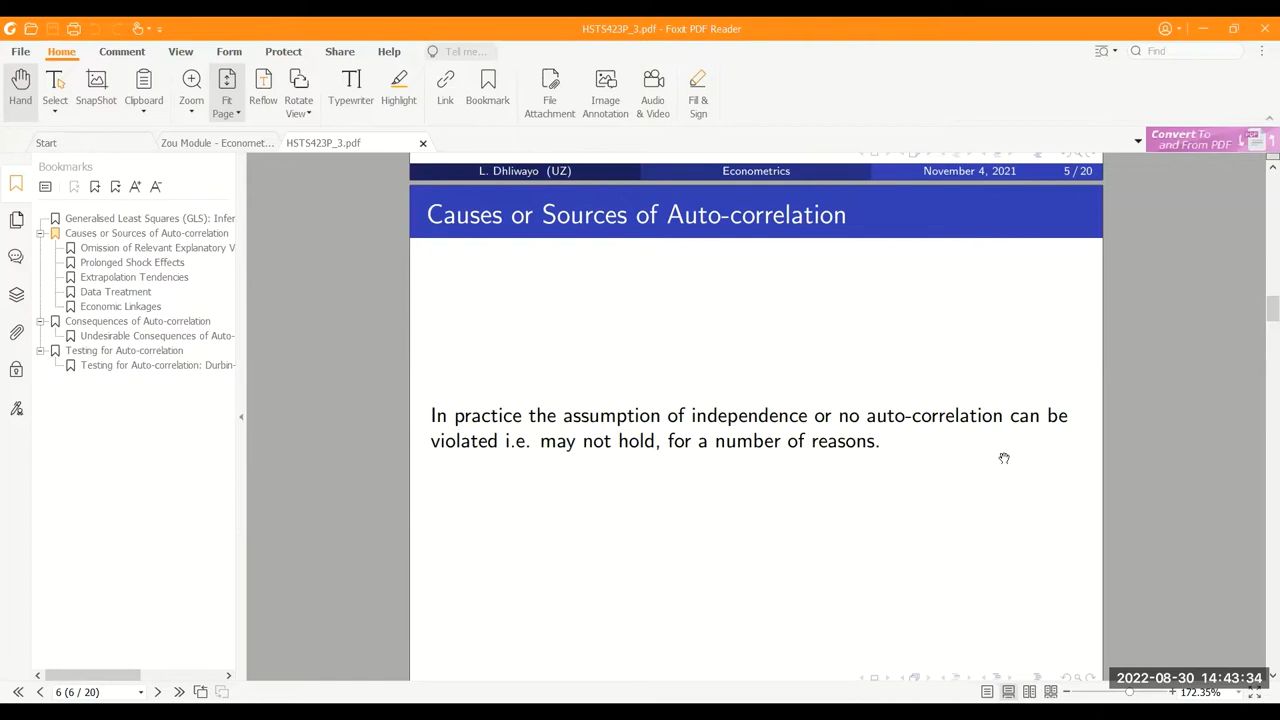 HSTS423P_3.pdf - Foxit PDF Reader
File Home Comment View Form Protect Share Help Tell me... Find
Hand Select SnapShot Clipboard Zoom Fit Page Reflow Rotate View Typewriter Highlight Link Bookmark File Attachment Image Annotation Audio & Video Fill & Sign
Start Zou Module - Economet... HSTS423P_3.pdf
Convert To
and From PDF
Bookmarks
Generalised Least Squares (GLS): Infer
Causes or Sources of Auto-correlation
Omission of Relevant Explanatory V
Prolonged Shock Effects
Extrapolation Tendencies
Data Treatment
Economic Linkages
Consequences of Auto-correlation
Undesirable Consequences of Auto-
Testing for Auto-correlation
Testing for Auto-correlation: Durbin-
L. Dhliwayo (UZ) Econometrics November 4, 2021 5 / 20
Causes or Sources of Auto-correlation
In practice the assumption of independence or no auto-correlation can be
violated i.e. may not hold, for a number of reasons.
2022-08-30 14:43:34
6 (6 / 20) 172.35%